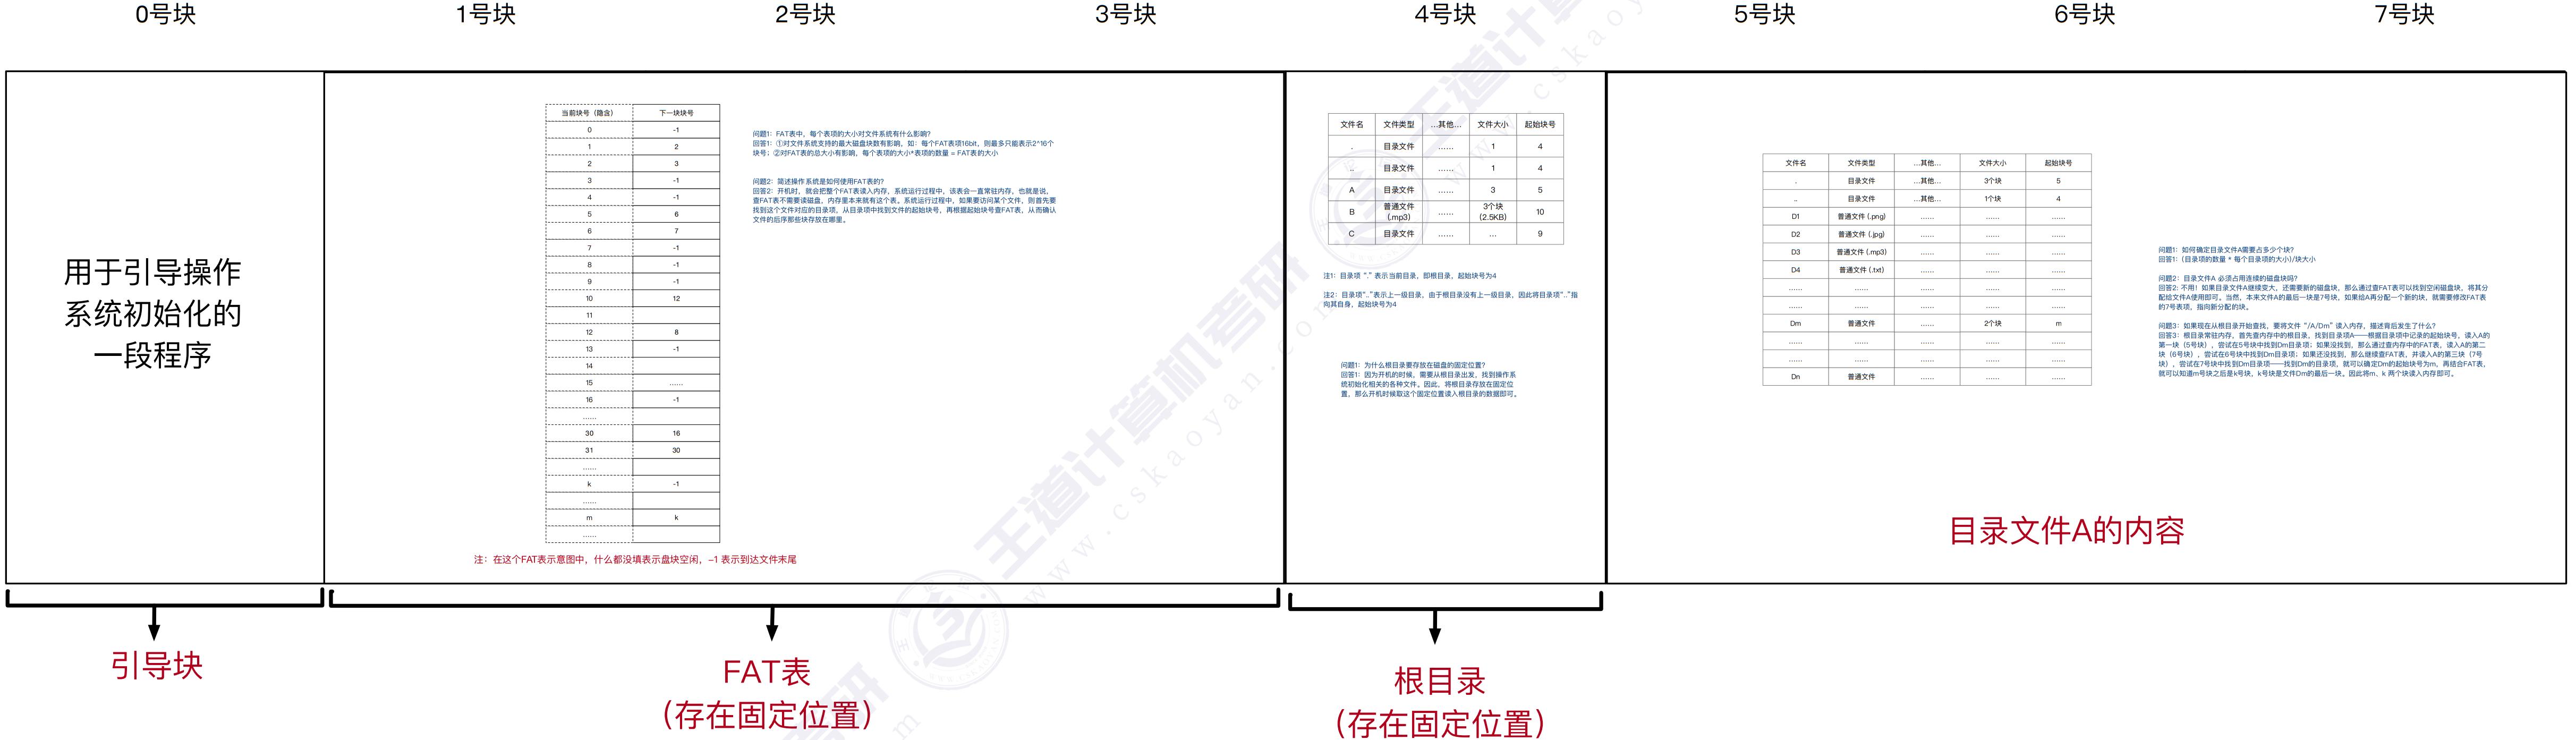 0号块 1号块 2号块 3号块 4号块 5号块 6号块 7号块
用于引导操作
系统初始化的
一段程序
当前块号（隐含） 下一块块号
0 -1
1 2
2 3
3 -1
4 -1
5 6
6 7
7 -1
8 -1
9 -1
10 12
11
12 8
13 -1
14
15 ......
16 -1
......
30 16
31 30
......
k -1
......
m k
......
注：在这个FAT表示意图中，什么都没填表示盘块空闲，-1 表示到达文件末尾
问题1：FAT表中，每个表项的大小对文件系统有什么影响？
回答1：①对文件系统支持的最大磁盘块数有影响，如：每个FAT表项16bit，则最多只能表示2^16个
块号；②对FAT表的总大小有影响，每个表项的大小*表项的数量 = FAT表的大小
问题2：简述操作系统是如何使用FAT表的？
回答2：开机时，就会把整个FAT表读入内存，系统运行过程中，该表会一直常驻内存，也就是说，
查FAT表不需要读磁盘，内存里本来就有这个表。系统运行过程中，如果要访问某个文件，则首先要
找到这个文件对应的目录项，从目录项中找到文件的起始块号，再根据起始块号查FAT表，从而确认
文件的后序那些块存放在哪里。
文件名 文件类型 ...其他... 文件大小 起始块号
. 目录文件 ...... 1 4
.. 目录文件 ...... 1 4
A 目录文件 ...... 3 5
B 普通文件 (.mp3) ...... 3个块 (2.5KB) 10
C 目录文件 ...... ... 9
注1：目录项 “.” 表示当前目录，即根目录，起始块号为4
注2：目录项“..”表示上一级目录，由于根目录没有上一级目录，因此将目录项“..”指
向其自身，起始块号为4
问题1：为什么根目录要存放在磁盘的固定位置？
回答1：因为开机的时候，需要从根目录出发，找到操作系
统初始化相关的各种文件。因此，将根目录存放在固定位
置，那么开机时候取这个固定位置读入根目录的数据即可。
文件名 文件类型 ...其他... 文件大小 起始块号
. 目录文件 ...其他... 3个块 5
.. 目录文件 ...其他... 1个块 4
D1 普通文件 (.png) ...... ...... ......
D2 普通文件 (.jpg) ...... ...... ......
D3 普通文件 (.mp3) ...... ...... ......
D4 普通文件 (.txt) ...... ...... ......
...... ...... ...... ...... ......
...... ...... ...... ...... ......
Dm 普通文件 ...... 2个块 m
...... ...... ...... ...... ......
...... ...... ...... ...... ......
Dn 普通文件 ...... ...... ......
问题1：如何确定目录文件A需要占多少个块？
回答1：（目录项的数量 * 每个目录项的大小)/块大小
问题2：目录文件A 必须占用连续的磁盘块吗？
回答2: 不用！如果目录文件A继续变大，还需要新的磁盘块，那么通过查FAT表可以找到空闲磁盘块，将其分
配给文件A使用即可。当然，本来文件A的最后一块是7号块，如果给A再分配一个新的块，就需要修改FAT表
的7号表项，指向新分配的块。
问题3：如果现在从根目录开始查找，要将文件 “/A/Dm” 读入内存，描述背后发生了什么？
回答3：根目录常驻内存，首先查内存中的根目录，找到目录项A——根据目录项中记录的起始块号，读入A的
第一块（5号块），尝试在5号块中找到Dm目录项；如果没找到，那么通过查内存中的FAT表，读入A的第二
块（6号块），尝试在6号块中找到Dm目录项；如果还没找到，那么继续查FAT表，并读入A的第三块（7号
块），尝试在7号块中找到Dm目录项——找到Dm的目录项，就可以确定Dm的起始块号为m，再结合FAT表，
就可以知道m号块之后是k号块，k号块是文件Dm的最后一块。因此将m、k 两个块读入内存即可。
目录文件A的内容
引导块
FAT表
（存在固定位置）
根目录
（存在固定位置）
王道计算机考研
www.cskaoyan.com